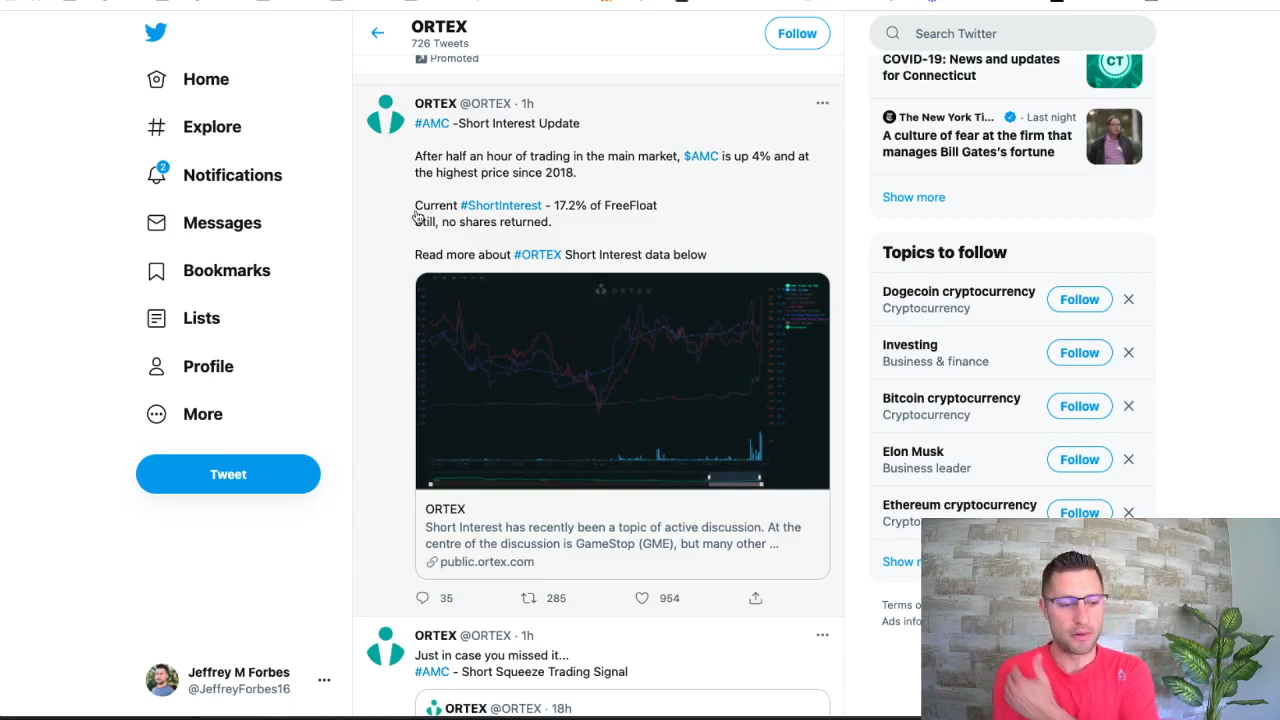 Home
Explore
2
Notifications
Messages
Bookmarks
Lists
Profile
More
Tweet
Jeffrey M Forbes
@JeffreyForbes16
ORTEX
726 Tweets
Follow
Promoted
ORTEX @ORTEX · 1h
#AMC -Short Interest Update
After half an hour of trading in the main market, $AMC is up 4% and at
the highest price since 2018.
Current #ShortInterest - 17.2% of FreeFloat
Still, no shares returned.
Read more about #ORTEX Short Interest data below
ORTEX
ORTEX
Short Interest has recently been a topic of active discussion. At the
centre of the discussion is GameStop (GME), but many other ...
public.ortex.com
35
285
954
ORTEX @ORTEX · 1h
Just in case you missed it...
#AMC - Short Squeeze Trading Signal
ORTEX @ORTEX · 18h
Search Twitter
COVID-19: News and updates
for Connecticut
CT
The New York Ti... · Last night
A culture of fear at the firm that
manages Bill Gates's fortune
Show more
Topics to follow
Dogecoin cryptocurrency
Cryptocurrency
Follow
Investing
Business & finance
Follow
Bitcoin cryptocurrency
Cryptocurrency
Follow
Elon Musk
Business leader
Follow
Ethereum cryptocurrency
Crypto
Follow
Show
Terms o
Ads info